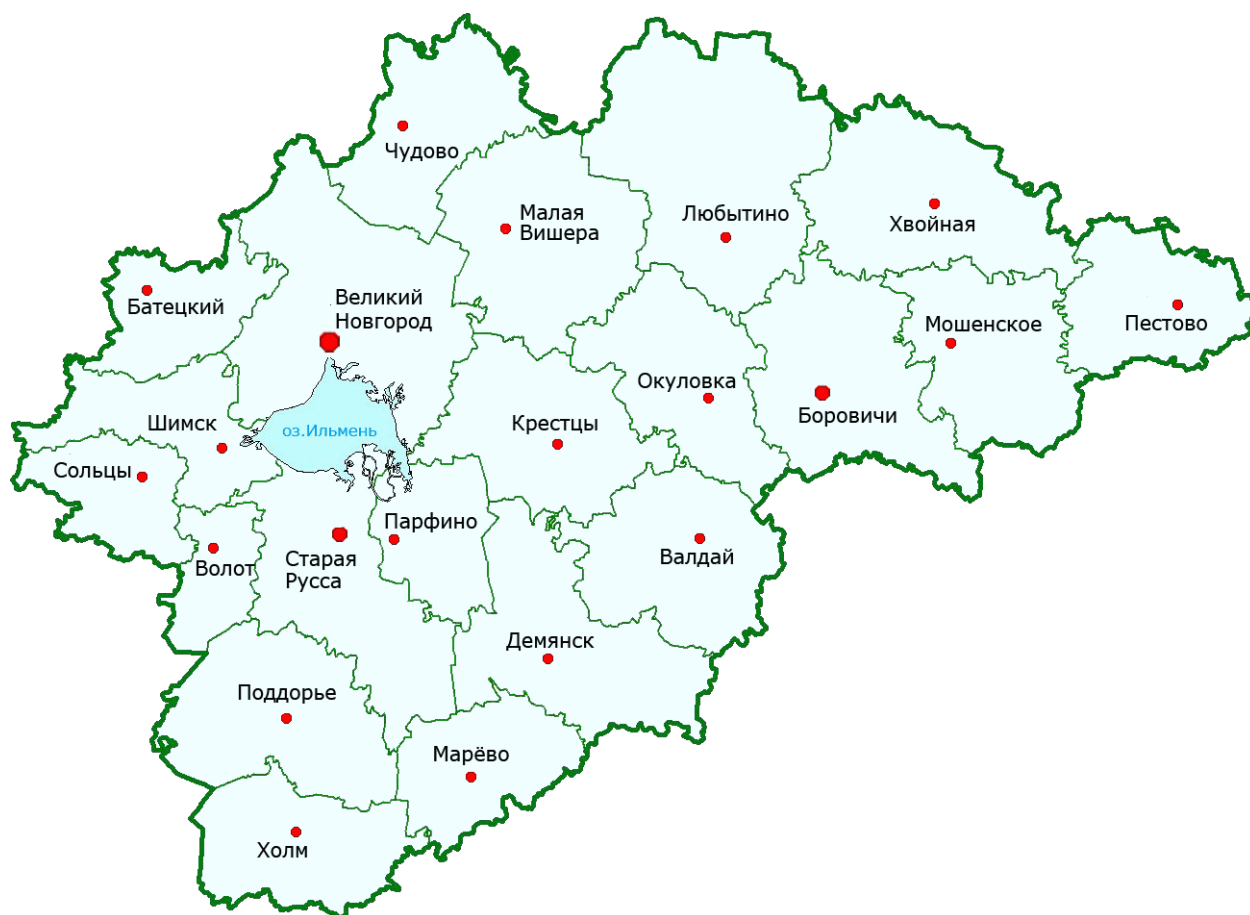 Чудово
Малая
Вишера
Любытино
Хвойная
Батецкий
Великий
Новгород
Мошенское
Пестово
Окуловка
Боровичи
Шимск
оз.Ильмень
Крестцы
Сольцы
Парфино
Волот
Старая
Русса
Валдай
Демянск
Поддорье
Марёво
Холм